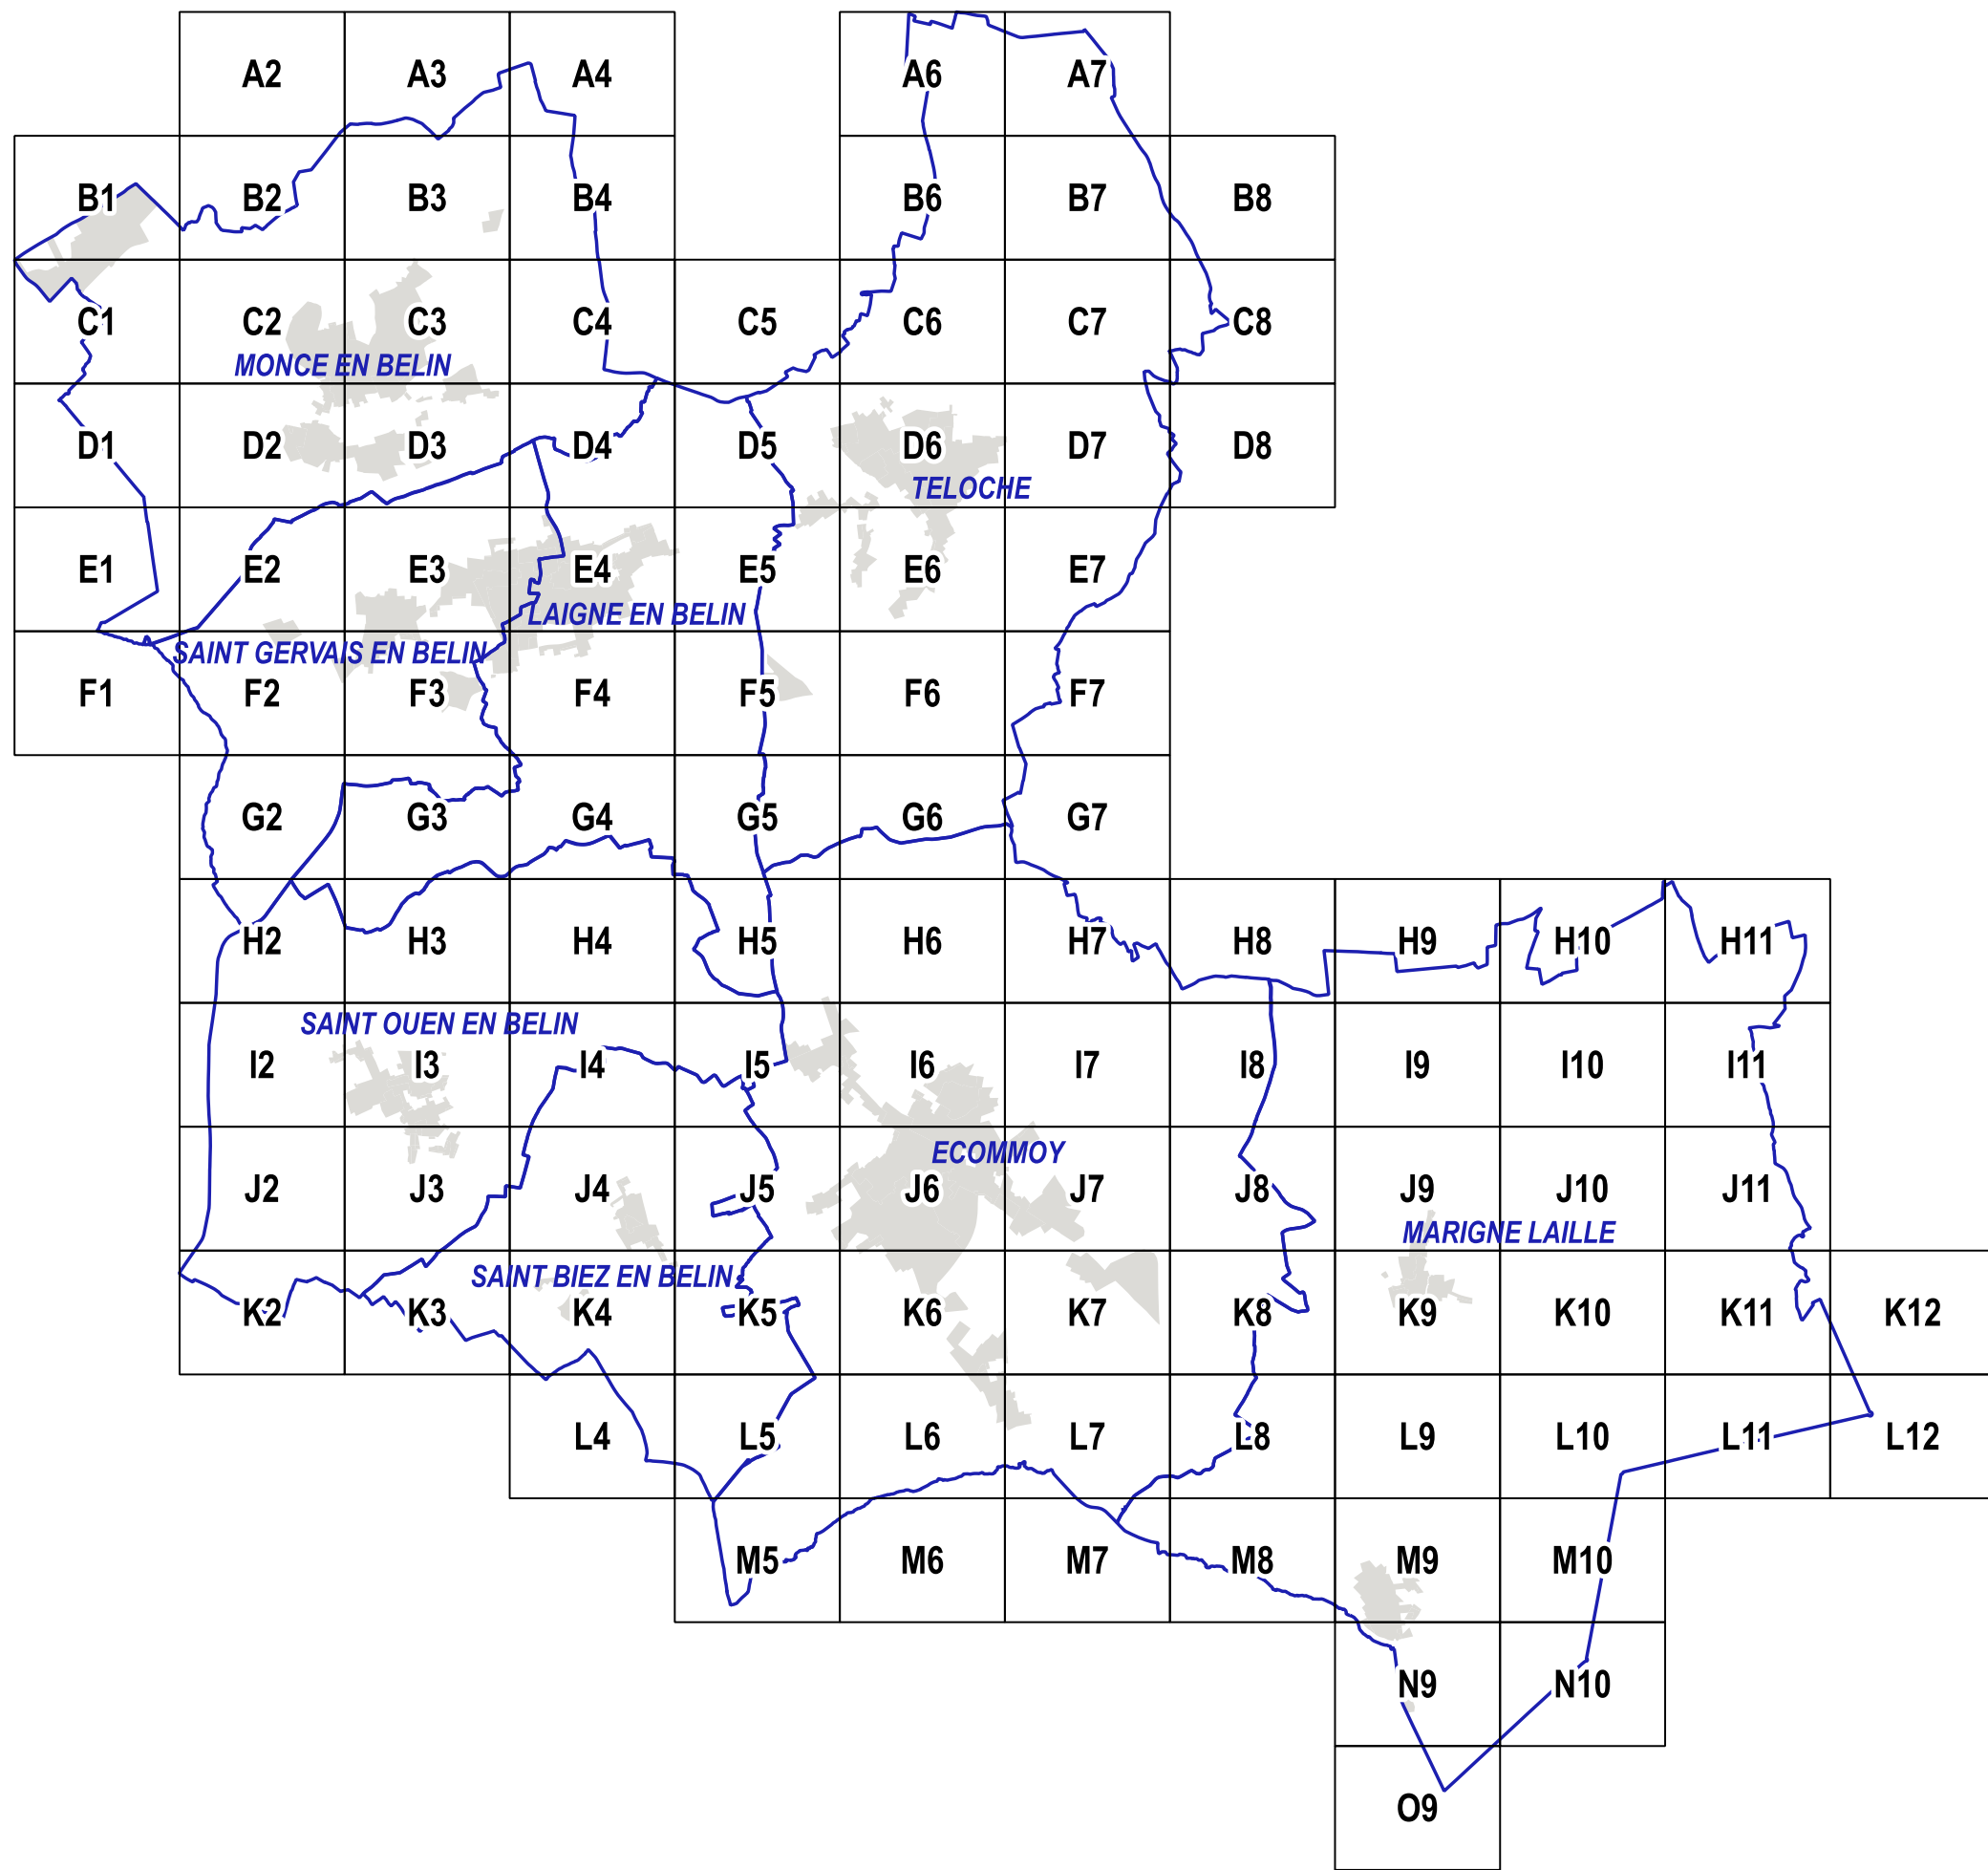 A2 A3 A4 A6 A7
B1 B2 B3 B4 B6 B7 B8
C1 C2 C3 C4 C5 C6 C7 C8
MONCE EN BELIN
D1 D2 D3 D4 D5 D6 D7 D8
TELOCHE
E1 E2 E3 E4 E5 E6 E7
LAIGNE EN BELIN
SAINT GERVAIS EN BELIN
F1 F2 F3 F4 F5 F6 F7
G2 G3 G4 G5 G6 G7
H2 H3 H4 H5 H6 H7 H8 H9 H10 H11
SAINT OUEN EN BELIN
I2 I3 I4 I5 I6 I7 I8 I9 I10 I11
ECOMMOY
J2 J3 J4 J5 J6 J7 J8 J9 J10 J11
MARIGNE LAILLE
SAINT BIEZ EN BELIN
K2 K3 K4 K5 K6 K7 K8 K9 K10 K11 K12
L4 L5 L6 L7 L8 L9 L10 L11 L12
M5 M6 M7 M8 M9 M10
N9 N10
O9